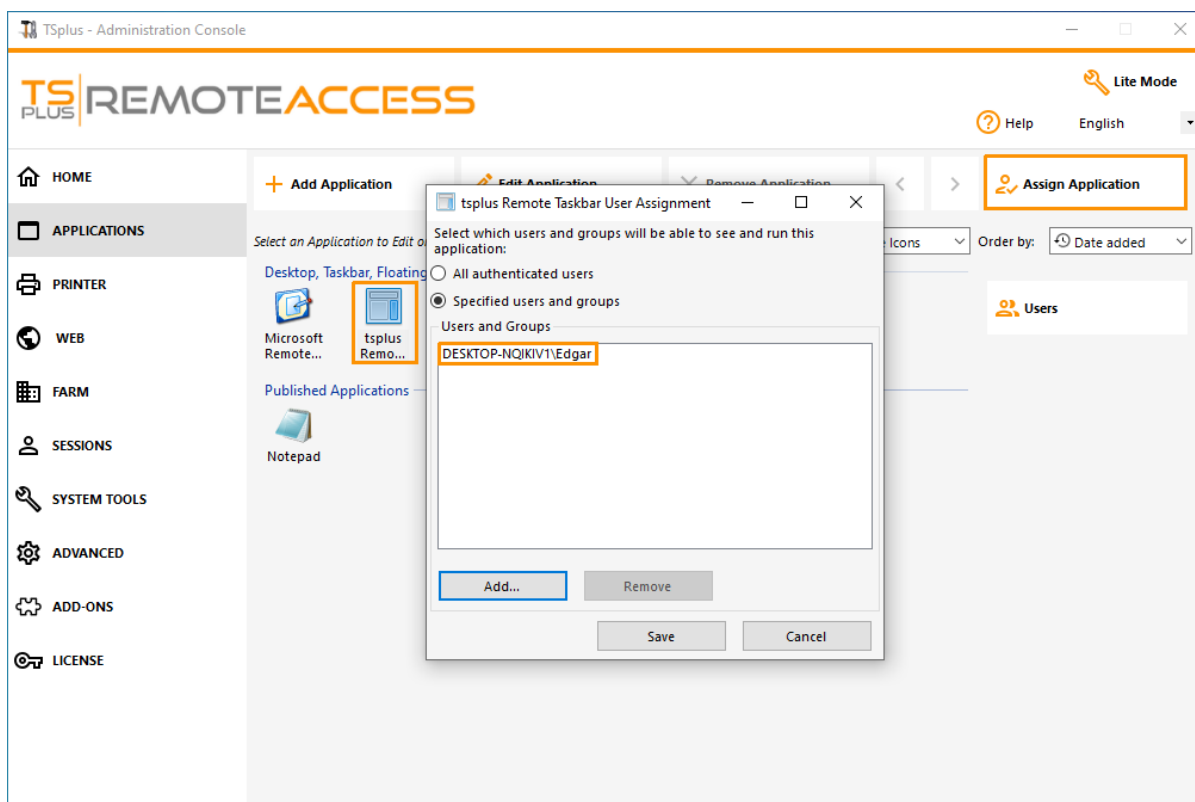 TSplus - Administration Console
TS PLUS REMOTEACCESS
Lite Mode
Help
English
HOME
APPLICATIONS
PRINTER
WEB
FARM
SESSIONS
SYSTEM TOOLS
ADVANCED
ADD-ONS
LICENSE
Add Application
Edit Application
Remove Application
Assign Application
Select an Application to Edit
Icons
Order by:
Date added
Desktop, Taskbar, Floating
Microsoft
Remote...
tsplus
Remo...
Users
Published Applications
Notepad
tsplus Remote Taskbar User Assignment
Select which users and groups will be able to see and run this
application:
All authenticated users
Specified users and groups
Users and Groups
DESKTOP-NQIKIV1\Edgar
Add...
Remove
Save
Cancel